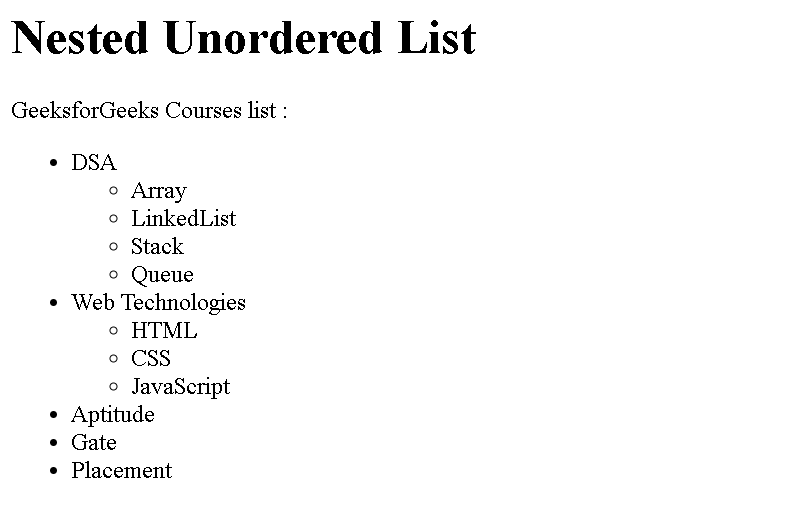 Nested Unordered List
GeeksforGeeks Courses list :
• DSA
◦ Array
◦ LinkedList
◦ Stack
◦ Queue
• Web Technologies
◦ HTML
◦ CSS
◦ JavaScript
• Aptitude
• Gate
• Placement